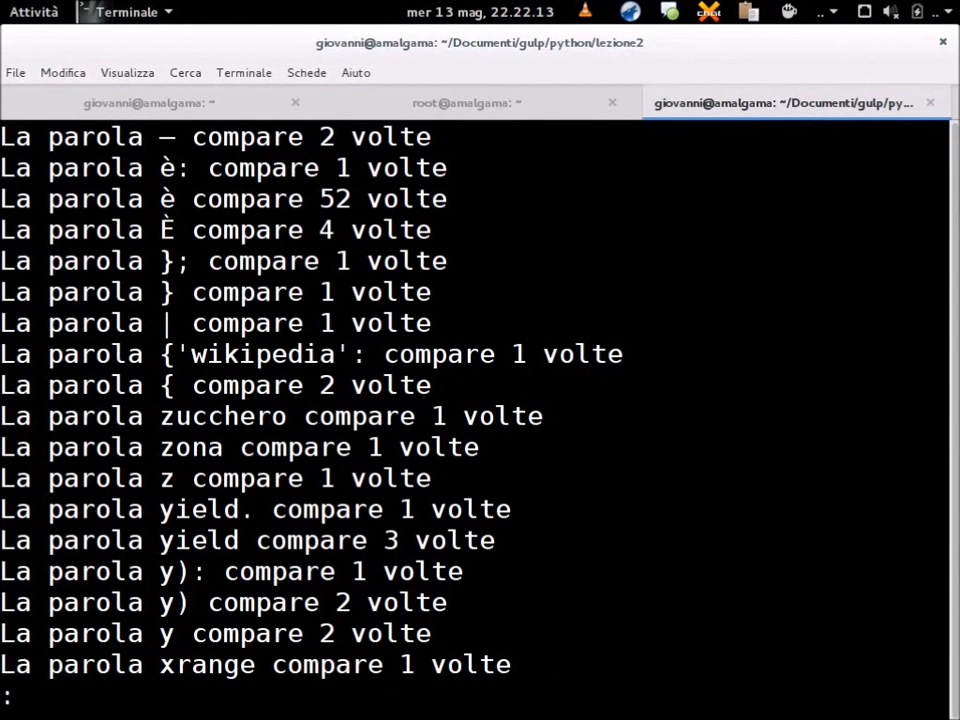 Attività Terminale mer 13 mag, 22.22.13 .. ..
giovanni@amalgama: ~/Documenti/gulp/python/lezione2
File Modifica Visualizza Cerca Terminale Schede Aiuto
giovanni@amalgama: ~ root@amalgama: ~ giovanni@amalgama: ~/Documenti/gulp/py...
La parola – compare 2 volte
La parola è: compare 1 volte
La parola è compare 52 volte
La parola È compare 4 volte
La parola }; compare 1 volte
La parola } compare 1 volte
La parola | compare 1 volte
La parola {'wikipedia': compare 1 volte
La parola { compare 2 volte
La parola zucchero compare 1 volte
La parola zona compare 1 volte
La parola z compare 1 volte
La parola yield. compare 1 volte
La parola yield compare 3 volte
La parola y): compare 1 volte
La parola y) compare 2 volte
La parola y compare 2 volte
La parola xrange compare 1 volte
: